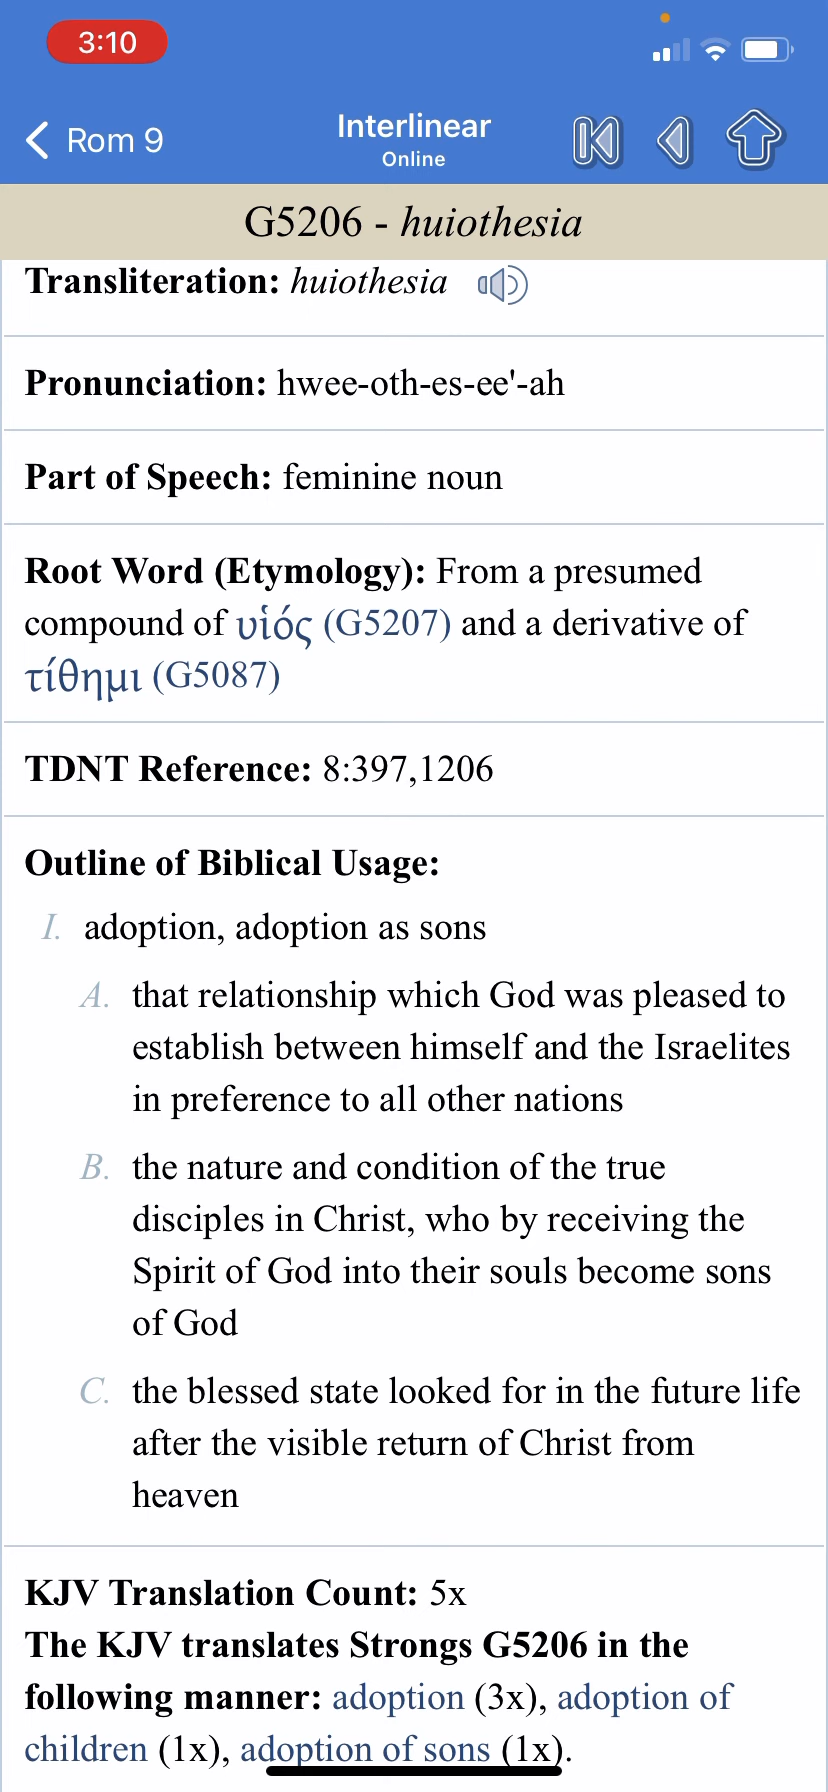 3:10
Rom 9
Interlinear
Online
G5206 - huiothesia
Transliteration: huiothesia
Pronunciation: hwee-oth-es-ee'-ah
Part of Speech: feminine noun
Root Word (Etymology): From a presumed
compound of υἱός (G5207) and a derivative of
τίθημι (G5087)
TDNT Reference: 8:397,1206
Outline of Biblical Usage:
I. adoption, adoption as sons
A. that relationship which God was pleased to
establish between himself and the Israelites
in preference to all other nations
B. the nature and condition of the true
disciples in Christ, who by receiving the
Spirit of God into their souls become sons
of God
C. the blessed state looked for in the future life
after the visible return of Christ from
heaven
KJV Translation Count: 5x
The KJV translates Strongs G5206 in the
following manner: adoption (3x), adoption of
children (1x), adoption of sons (1x).